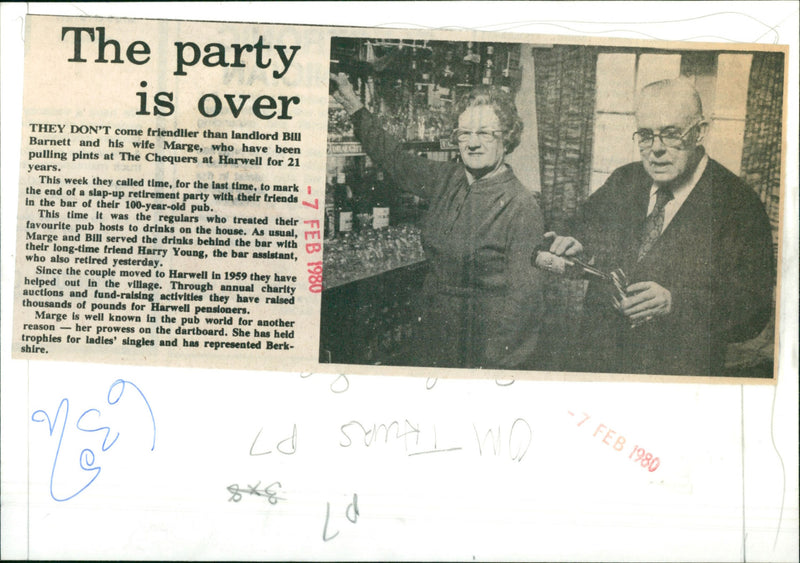 The party
is over
THEY DON'T come friendlier than landlord Bill
Barnett and his wife Marge, who have been
pulling pints at The Chequers at Harwell for 21
years.
This week they called time, for the last time, to mark
the end of a slap-up retirement party with their friends
in the bar of their 100-year-old pub.
This time it was the regulars who treated their
favourite pub hosts to drinks on the house. As usual,
Marge and Bill served the drinks behind the bar with
their long-time friend Harry Young, the bar assistant,
who also retired yesterday.
Since the couple moved to Harwell in 1959 they have
helped out in the village. Through annual charity
auctions and fund-raising activities they have raised
thousands of pounds for Harwell pensioners.
Marge is well known in the pub world for another
reason — her prowess on the dartboard. She has held
trophies for ladies' singles and has represented Berk-
shire.
-7 FEB 1980
-7 FEB 1980
OM THURS P7
3x8
P7